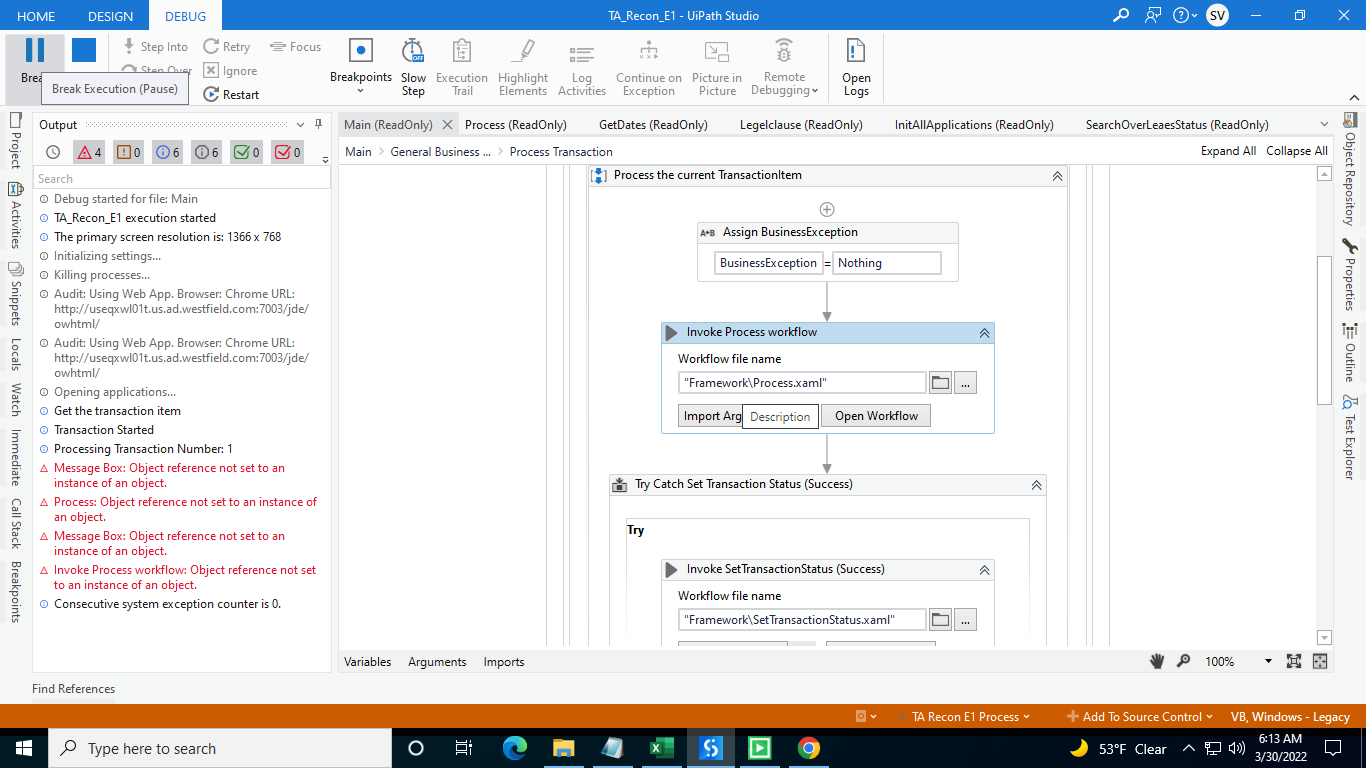 HOME
DESIGN
DEBUG
TA_Recon_E1 - UiPath Studio
SV
Step Into
Retry
Focus
Step Over
Ignore
Restart
Break Execution (Pause)
Breakpoints
Slow
Step
Execution
Trail
Highlight
Elements
Log
Activities
Continue on
Exception
Picture in
Picture
Remote
Debugging
Open
Logs
Project
Activities
Snippets
Locals
Watch
Immediate
Call Stack
Breakpoints
Output
4
0
6
6
0
0
Search
Debug started for file: Main
TA_Recon_E1 execution started
The primary screen resolution is: 1366 x 768
Initializing settings...
Killing processes...
Audit: Using Web App. Browser: Chrome URL:
http://useqxwl01t.us.ad.westfield.com:7003/jde/
owhtml/
Audit: Using Web App. Browser: Chrome URL:
http://useqxwl01t.us.ad.westfield.com:7003/jde/
owhtml/
Opening applications...
Get the transaction item
Transaction Started
Processing Transaction Number: 1
Message Box: Object reference not set to an
instance of an object.
Process: Object reference not set to an instance of
an object.
Message Box: Object reference not set to an
instance of an object.
Invoke Process workflow: Object reference not set
to an instance of an object.
Consecutive system exception counter is 0.
Main (ReadOnly)
Process (ReadOnly)
GetDates (ReadOnly)
Legelclause (ReadOnly)
InitAllApplications (ReadOnly)
SearchOverLeaesStatus (ReadOnly)
Main > General Business ... > Process Transaction
Expand All
Collapse All
Process the current TransactionItem
A+B Assign BusinessException
BusinessException = Nothing
Invoke Process workflow
Workflow file name
"Framework\Process.xaml"
...
Import Arg
Description
Open Workflow
Try Catch Set Transaction Status (Success)
Try
Invoke SetTransactionStatus (Success)
Workflow file name
"Framework\SetTransactionStatus.xaml"
...
Object Repository
Properties
Outline
Test Explorer
Variables
Arguments
Imports
100%
Find References
TA Recon E1 Process
Add To Source Control
VB, Windows - Legacy
Type here to search
53°F Clear
6:13 AM
3/30/2022